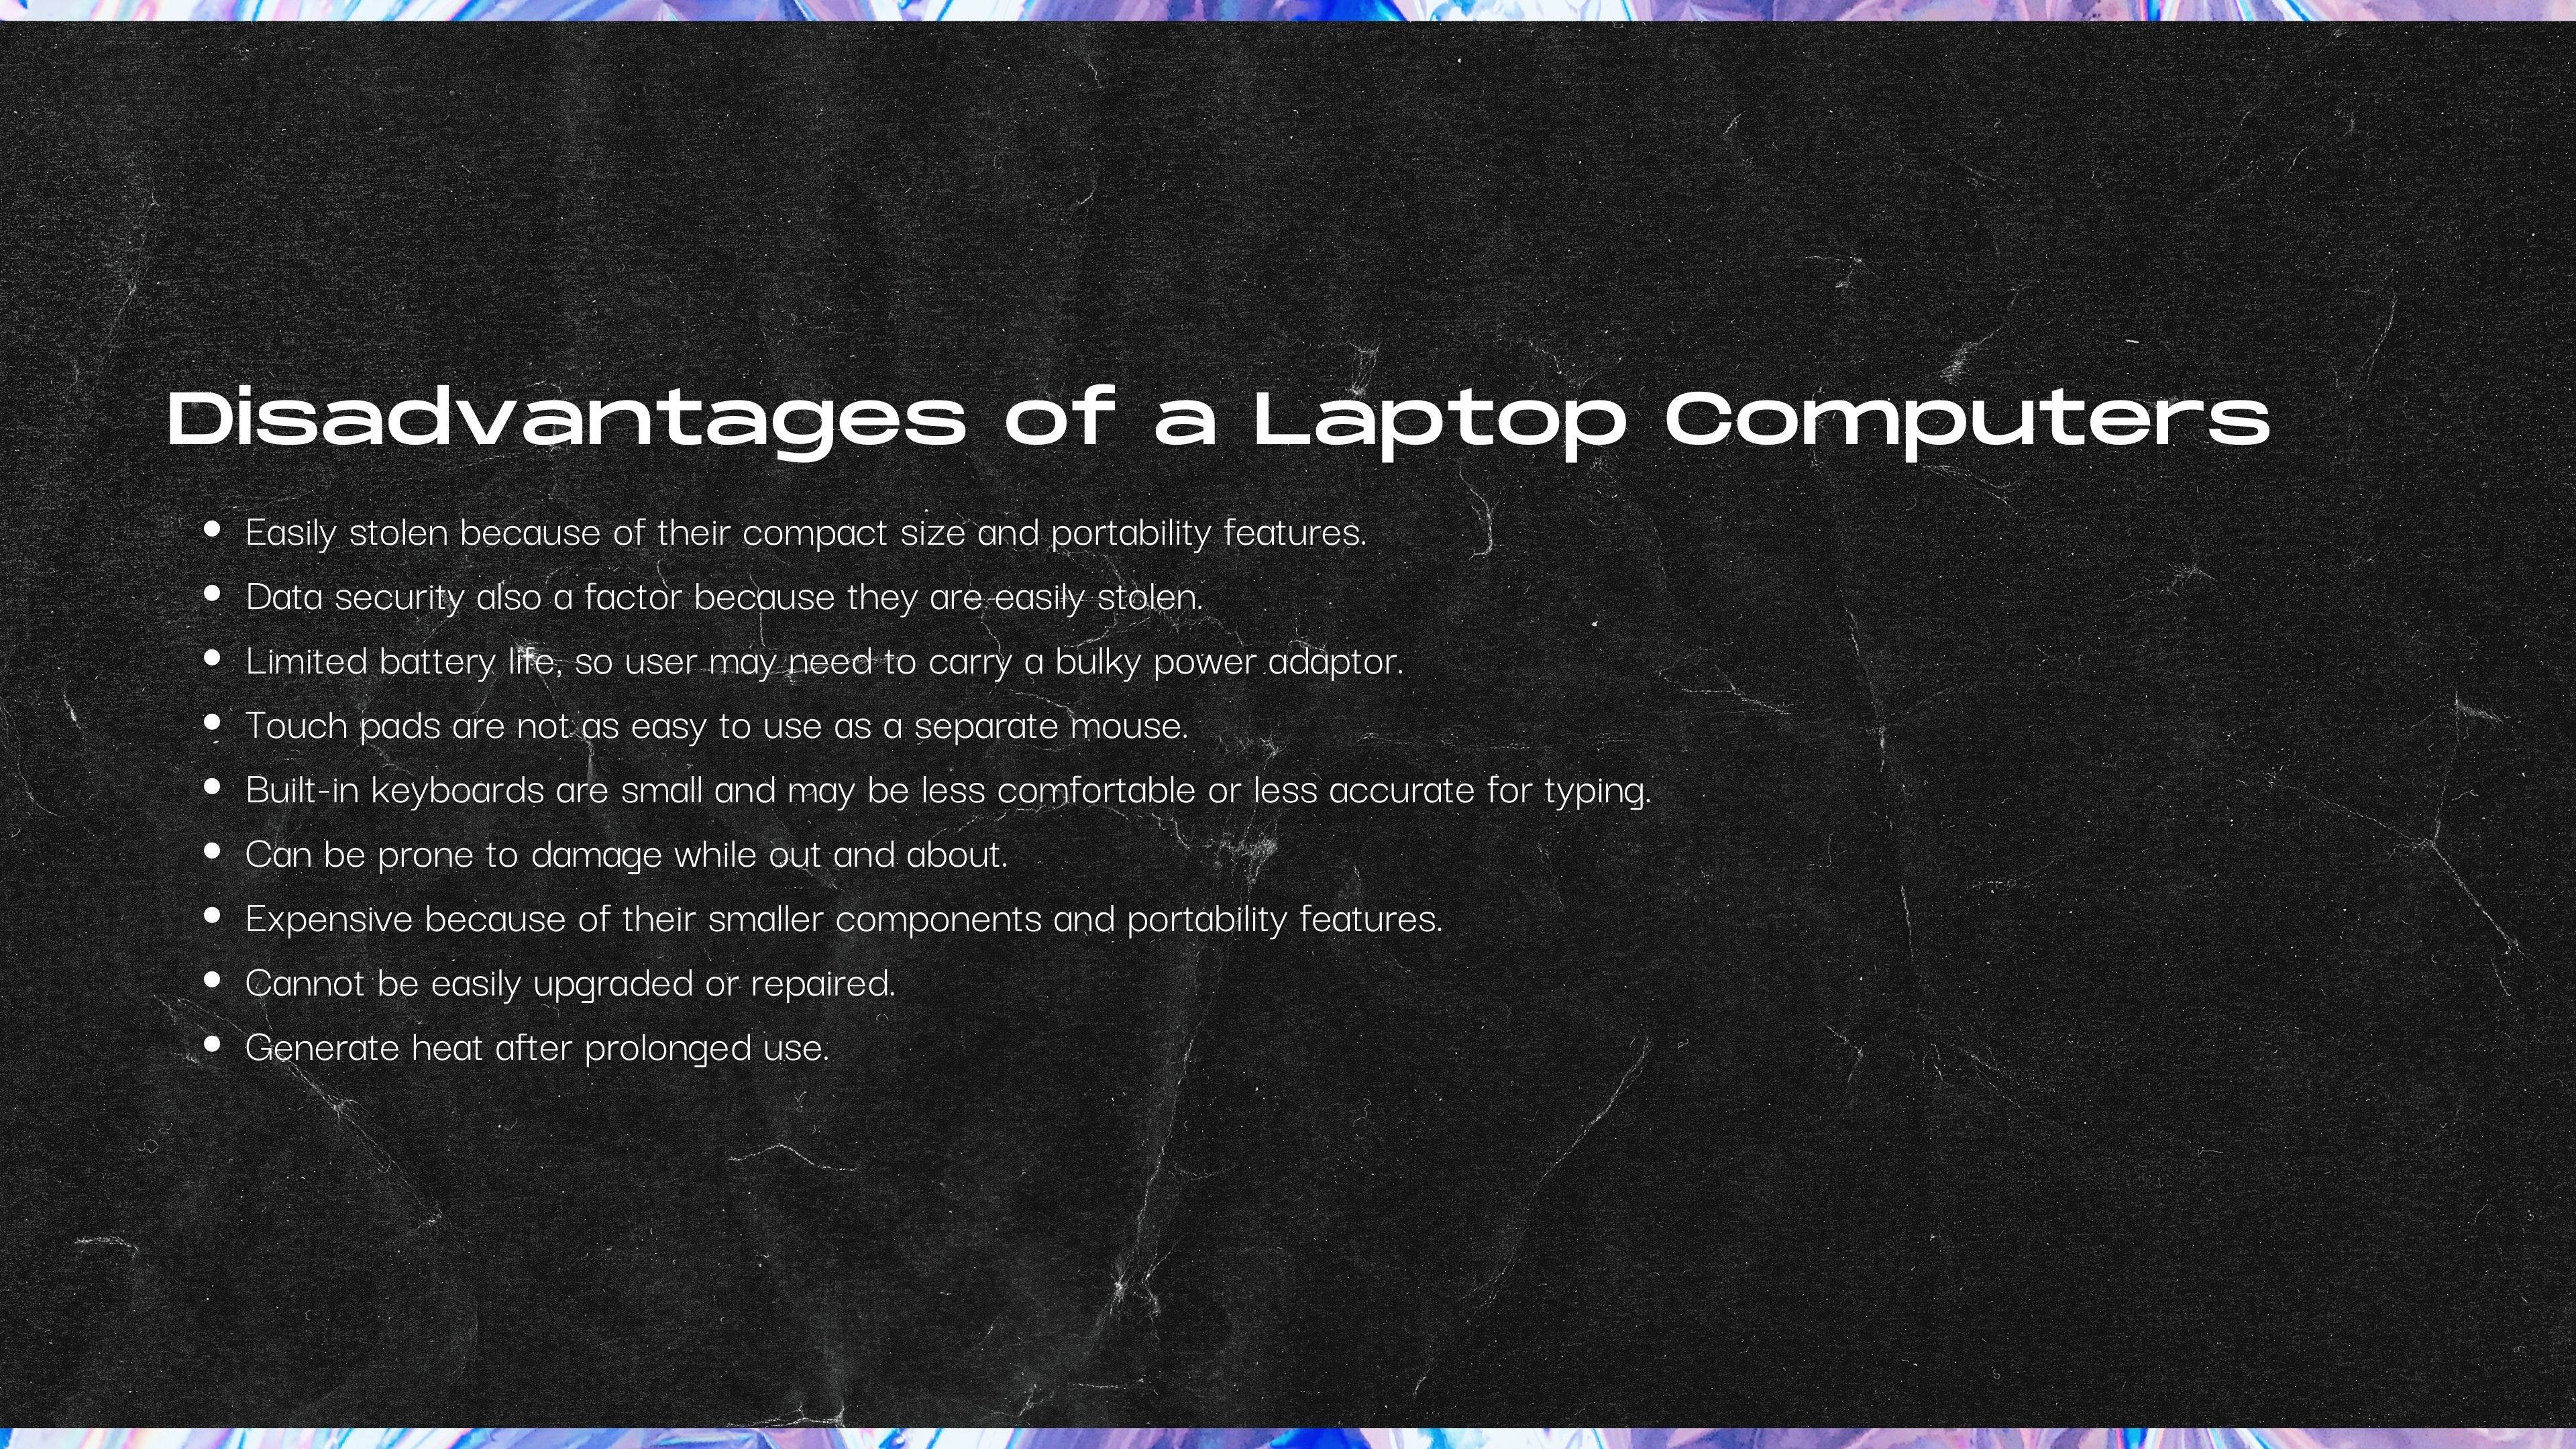 Disadvantages of a Laptop Computers
• Easily stolen because of their compact size and portability features.
• Data security also a factor because they are easily stolen.
• Limited battery life, so user may need to carry a bulky power adaptor.
• Touch pads are not as easy to use as a separate mouse.
• Built-in keyboards are small and may be less comfortable or less accurate for typing.
• Can be prone to damage while out and about.
• Expensive because of their smaller components and portability features.
• Cannot be easily upgraded or repaired.
• Generate heat after prolonged use.